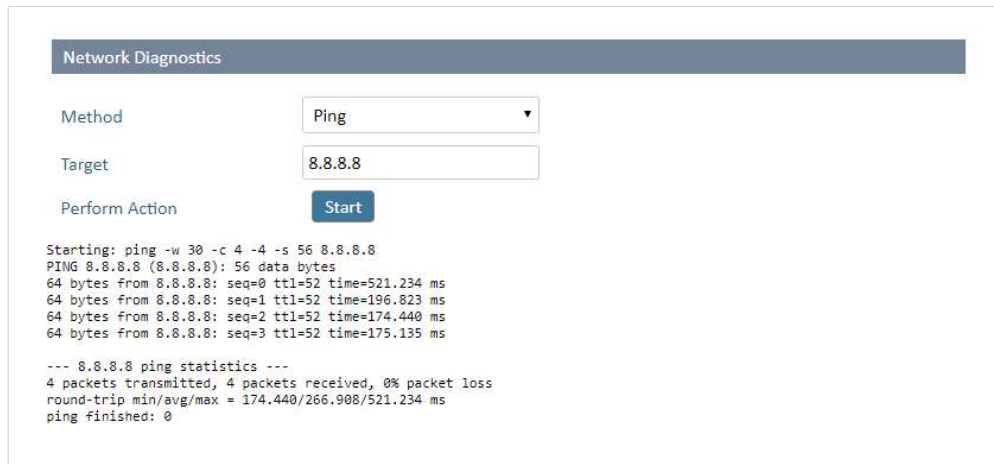 Network Diagnostics
Method
Ping
Target
8.8.8.8
Perform Action
Start
Starting: ping -w 30 -c 4 -4 -s 56 8.8.8.8
PING 8.8.8.8 (8.8.8.8): 56 data bytes
64 bytes from 8.8.8.8: seq=0 ttl=52 time=521.234 ms
64 bytes from 8.8.8.8: seq=1 ttl=52 time=196.823 ms
64 bytes from 8.8.8.8: seq=2 ttl=52 time=174.440 ms
64 bytes from 8.8.8.8: seq=3 ttl=52 time=175.135 ms
--- 8.8.8.8 ping statistics ---
4 packets transmitted, 4 packets received, 0% packet loss
round-trip min/avg/max = 174.440/266.908/521.234 ms
ping finished: 0